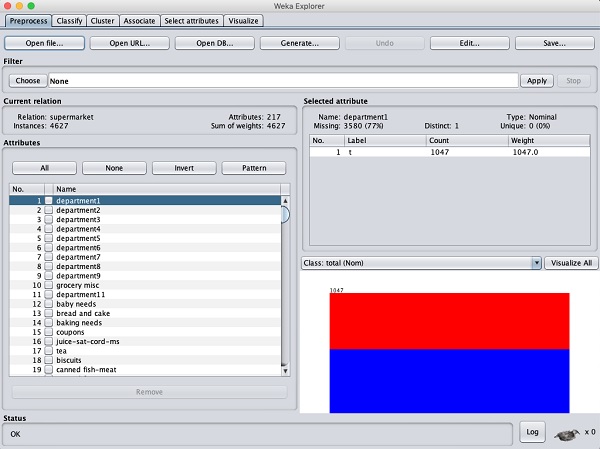 Weka Explorer
Preprocess Classify Cluster Associate Select attributes Visualize
Open file... Open URL... Open DB... Generate... Undo Edit... Save...
Filter
Choose None Apply Stop
Current relation
Relation: supermarket Attributes: 217
Instances: 4627 Sum of weights: 4627
Attributes
All None Invert Pattern
No. Name
1 department1
2 department2
3 department3
4 department4
5 department5
6 department6
7 department7
8 department8
9 department9
10 grocery misc
11 department11
12 baby needs
13 bread and cake
14 baking needs
15 coupons
16 juice-sat-cord-ms
17 tea
18 biscuits
19 canned fish-meat
Remove
Selected attribute
Name: department1 Type: Nominal
Missing: 3580 (77%) Distinct: 1 Unique: 0 (0%)
No. Label Count Weight
1 t 1047 1047.0
Class: total (Nom) Visualize All
1047
Status
OK Log x 0